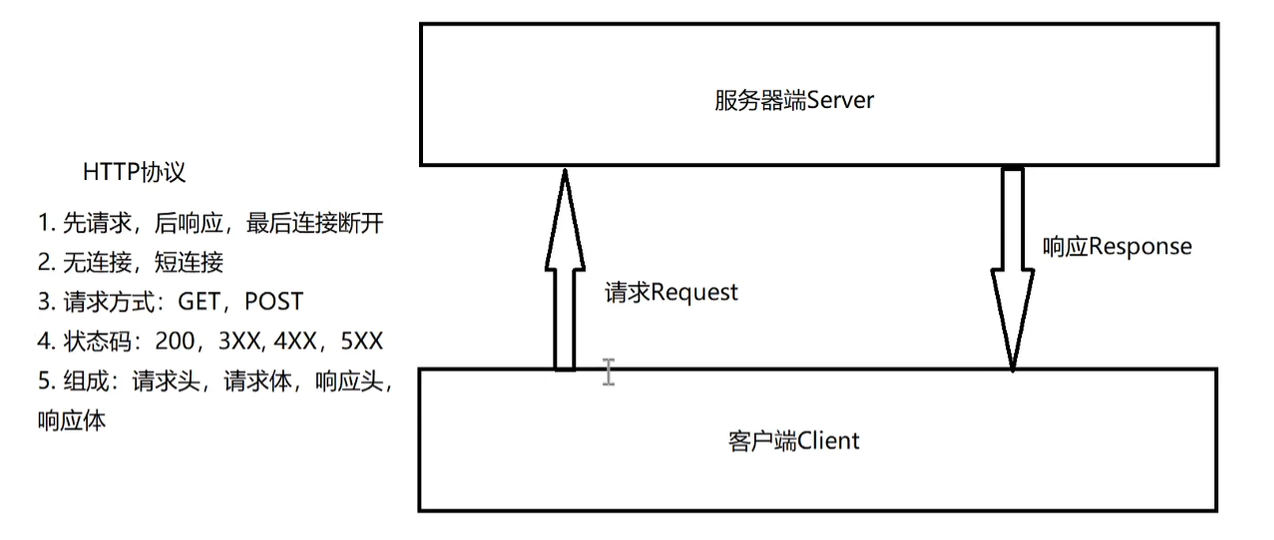 服务器端Server
HTTP协议
1. 先请求，后响应，最后连接断开
2. 无连接，短连接
3. 请求方式：GET，POST
4. 状态码：200，3XX, 4XX，5XX
5. 组成：请求头，请求体，响应头，
响应体
请求Request
响应Response
客户端Client